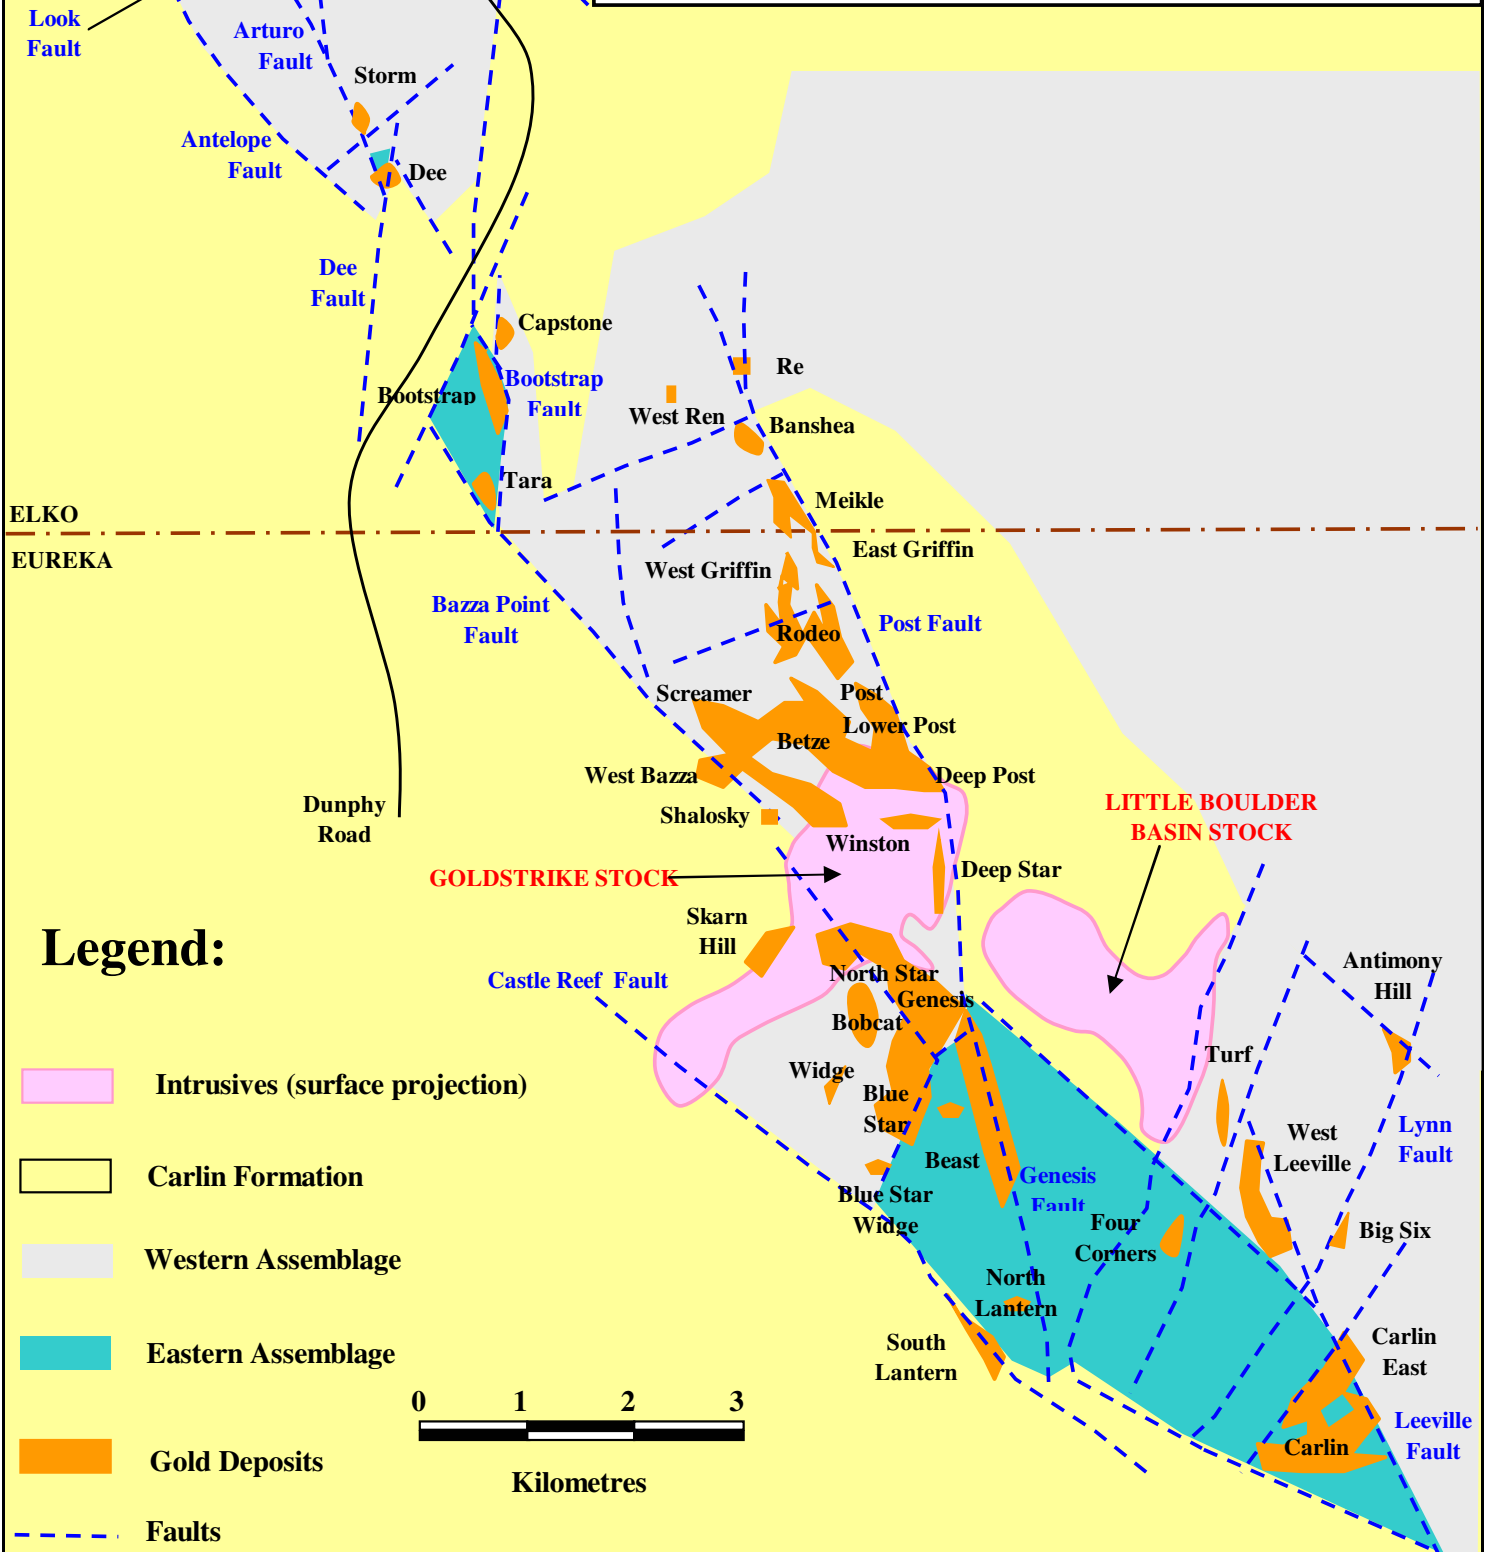 Look
Fault
Arturo
Fault
Storm
Antelope
Fault
Dee
Dee
Fault
Capstone
Bootstrap
Fault
Bootstrap
Re
West Ren
Banshea
Tara
Meikle
ELKO
EUREKA
East Griffin
West Griffin
Bazza Point
Fault
Post Fault
Rodeo
Screamer
Post
Lower Post
Betze
West Bazza
Deep Post
Dunphy
Road
Shalosky
LITTLE BOULDER
BASIN STOCK
Winston
GOLDSTRIKE STOCK
Deep Star
Skarn
Hill
Legend:
Castle Reef Fault
North Star
Genesis
Antimony
Hill
Bobcat
Turf
Widge
Blue
Star
Intrusives (surface projection)
Lynn
Fault
West
Leeville
Beast
Genesis
Fault
Carlin Formation
Blue Star
Widge
Four
Corners
Big Six
Western Assemblage
North
Lantern
South
Lantern
Carlin
East
Eastern Assemblage
0 1 2 3
Kilometres
Leeville
Fault
Carlin
Gold Deposits
Faults